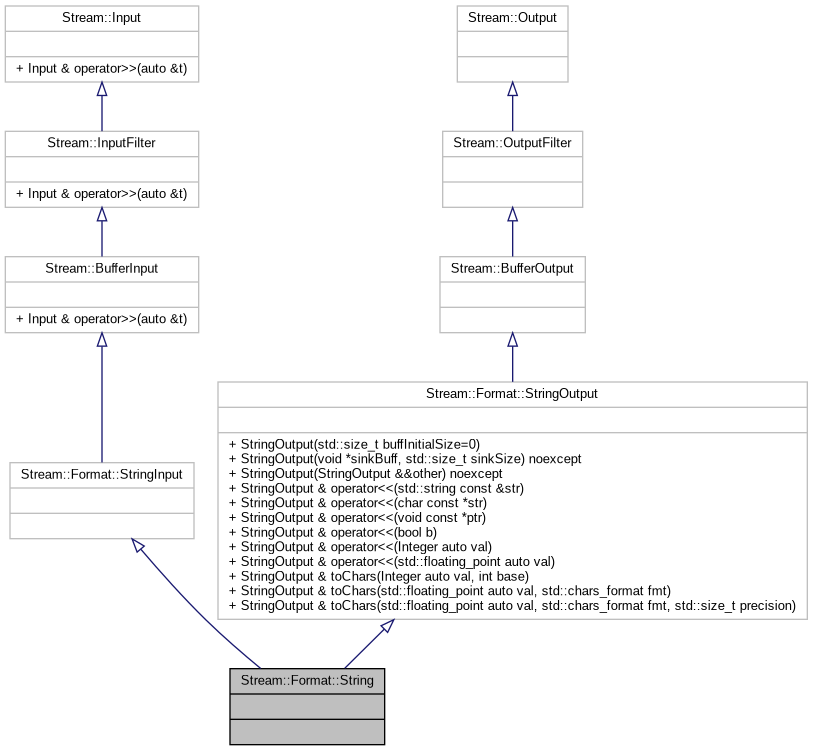 Stream::Input
+ Input & operator>>(auto &t)
Stream::Output
Stream::InputFilter
+ Input & operator>>(auto &t)
Stream::OutputFilter
Stream::BufferInput
+ Input & operator>>(auto &t)
Stream::BufferOutput
Stream::Format::StringInput
Stream::Format::StringOutput
+ StringOutput(std::size_t buffInitialSize=0)
+ StringOutput(void *sinkBuff, std::size_t sinkSize) noexcept
+ StringOutput(StringOutput &&other) noexcept
+ StringOutput & operator<<(std::string const &str)
+ StringOutput & operator<<(char const *str)
+ StringOutput & operator<<(void const *ptr)
+ StringOutput & operator<<(bool b)
+ StringOutput & operator<<(Integer auto val)
+ StringOutput & operator<<(std::floating_point auto val)
+ StringOutput & toChars(Integer auto val, int base)
+ StringOutput & toChars(std::floating_point auto val, std::chars_format fmt)
+ StringOutput & toChars(std::floating_point auto val, std::chars_format fmt, std::size_t precision)
Stream::Format::String